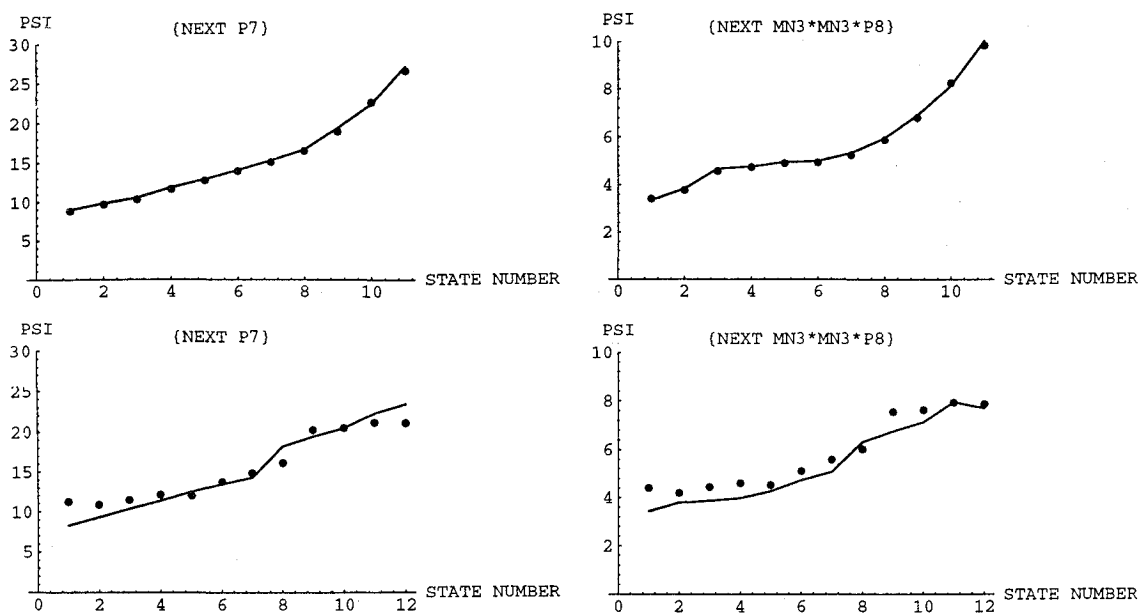 PSI
{NEXT P7}
30
25
20
15
10
5
0 2 4 6 8 10 STATE NUMBER
PSI
{NEXT MN3*MN3*P8}
10
8
6
4
2
0 2 4 6 8 10 STATE NUMBER
PSI
{NEXT P7}
30
25
20
15
10
5
0 2 4 6 8 10 12 STATE NUMBER
PSI
{NEXT MN3*MN3*P8}
10
8
6
4
2
0 2 4 6 8 10 12 STATE NUMBER